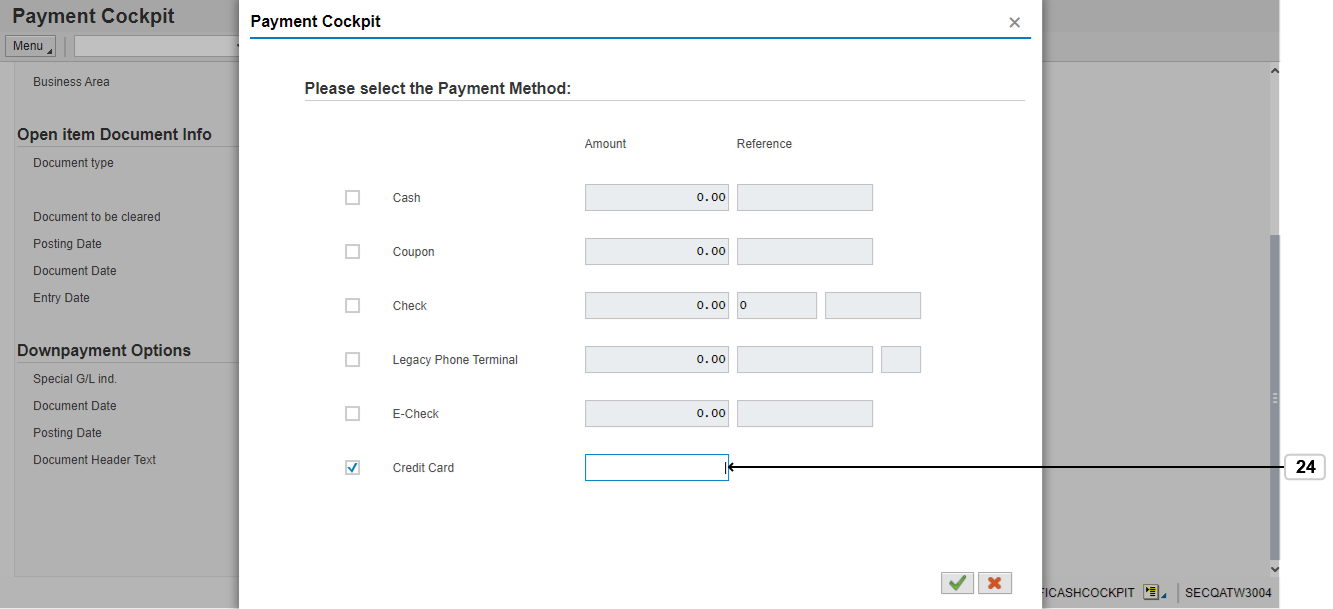 Payment Cockpit
Menu
Business Area
Open item Document Info
Document type
Document to be cleared
Posting Date
Document Date
Entry Date
Downpayment Options
Special G/L ind.
Document Date
Posting Date
Document Header Text
Payment Cockpit
Please select the Payment Method:
Amount Reference
Cash 0.00
Coupon 0.00
Check 0.00 0
Legacy Phone Terminal 0.00
E-Check 0.00
Credit Card
24
FICASHCOCKPIT SECQATW3004